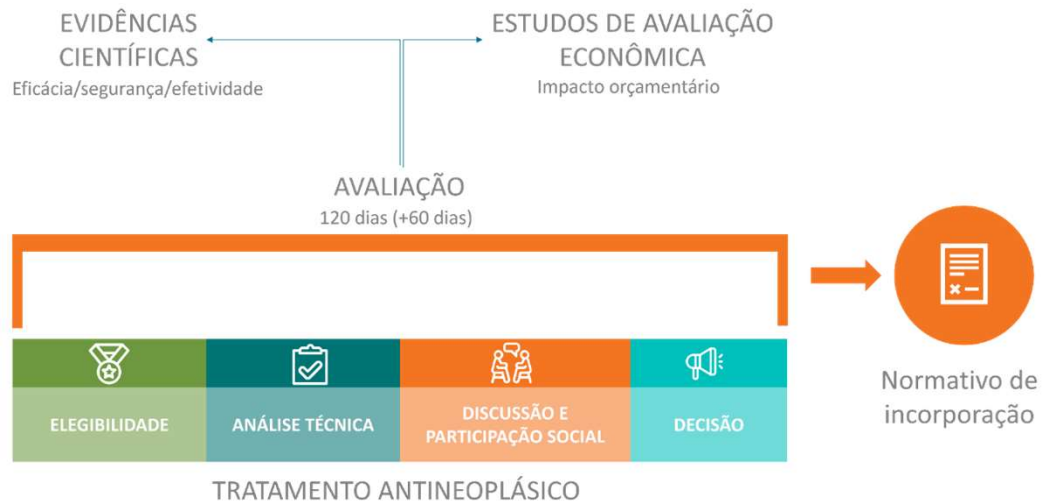 EVIDÊNCIAS
CIENTÍFICAS
Eficácia/segurança/efetividade
ESTUDOS DE AVALIAÇÃO
ECONÔMICA
Impacto orçamentário
AVALIAÇÃO
120 dias (+60 dias)
ELEGIBILIDADE
ANÁLISE TÉCNICA
DISCUSSÃO E
PARTICIPAÇÃO SOCIAL
DECISÃO
Normativo de
incorporação
TRATAMENTO ANTINEOPLÁSICO